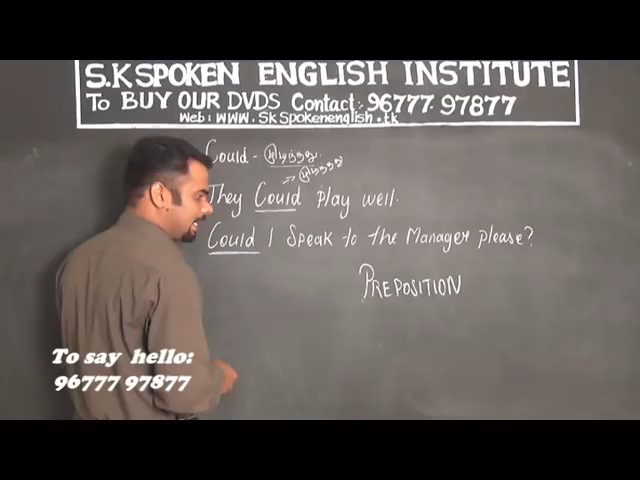 S.K. SPOKEN ENGLISH INSTITUTE
To BUY OUR DVDS Contact:- 96777 97877
Web: WWW.SkSpokenenglish.tk
Could -
They Could Play well.
Could I Speak to the Manager please?
PREPOSITION
To say hello:
96777 97877